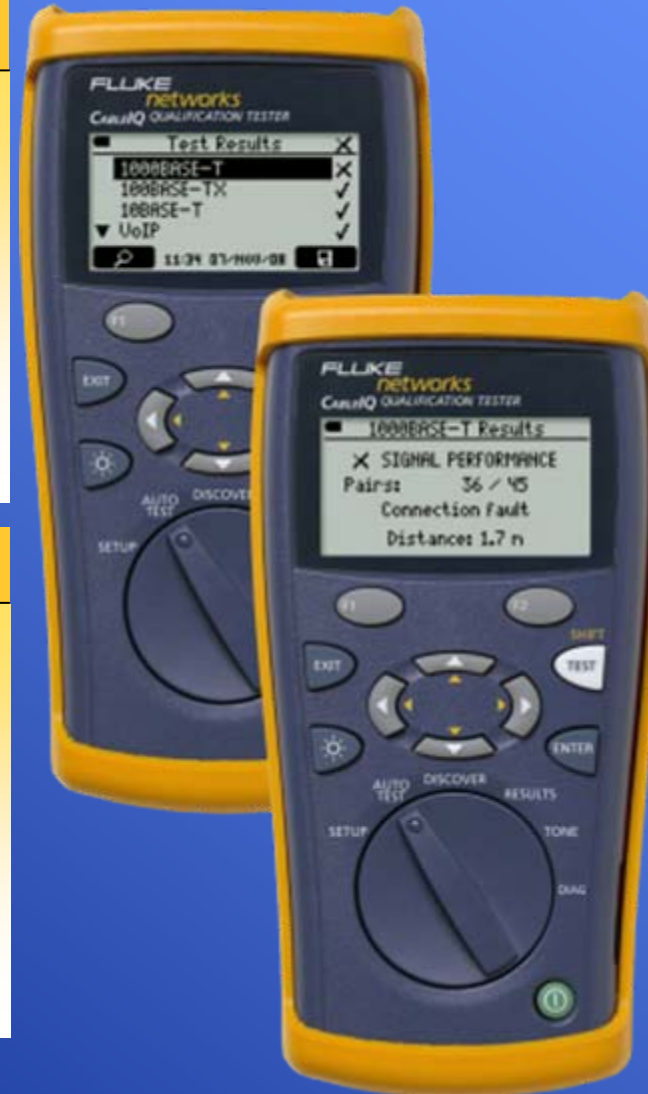 FLUKE
networks
CABLEIQ QUALIFICATION TESTER
Test Results
1000BASE-T
100BASE-TX
10BASE-T
VoIP
11:34 07/NOV/08
F1
EXIT
AUTO TEST
DISCOVER
SETUP
FLUKE
networks
CABLEIQ QUALIFICATION TESTER
1000BASE-T Results
SIGNAL PERFORMANCE
Pairs: 36 / 45
Connection fault
Distance: 1.7 m
F1
F2
SHIFT
EXIT
TEST
ENTER
AUTO TEST
DISCOVER
RESULTS
SETUP
TONE
DIAG